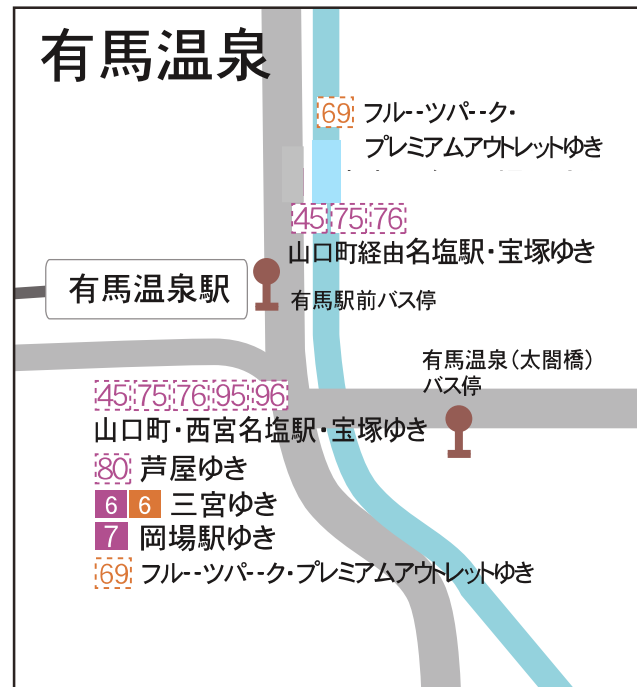 有馬温泉
69 フルーツパーク・
プレミアムアウトレットゆき
45 75 76
山口町経由名塩駅・宝塚ゆき
有馬温泉駅
有馬駅前バス停
有馬温泉（太閤橋）
バス停
45 75 76 95 96
山口町・西宮名塩駅・宝塚ゆき
80 芦屋ゆき
6 6 三宮ゆき
7 岡場駅ゆき
69 フルーツパーク・プレミアムアウトレットゆき